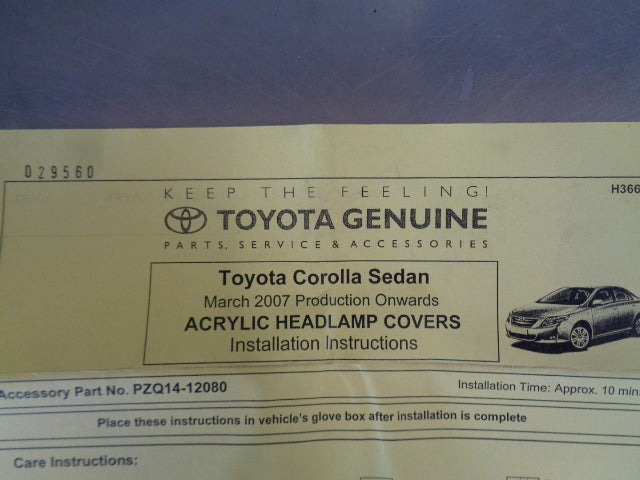 029560
KEEP THE FEELING!
H366
TOYOTA GENUINE
PARTS, SERVICE & ACCESSORIES
Toyota Corolla Sedan
March 2007 Production Onwards
ACRYLIC HEADLAMP COVERS
Installation Instructions
Accessory Part No. PZQ14-12080 Installation Time: Approx. 10 min
Place these instructions in vehicle's glove box after installation is complete
Care Instructions: